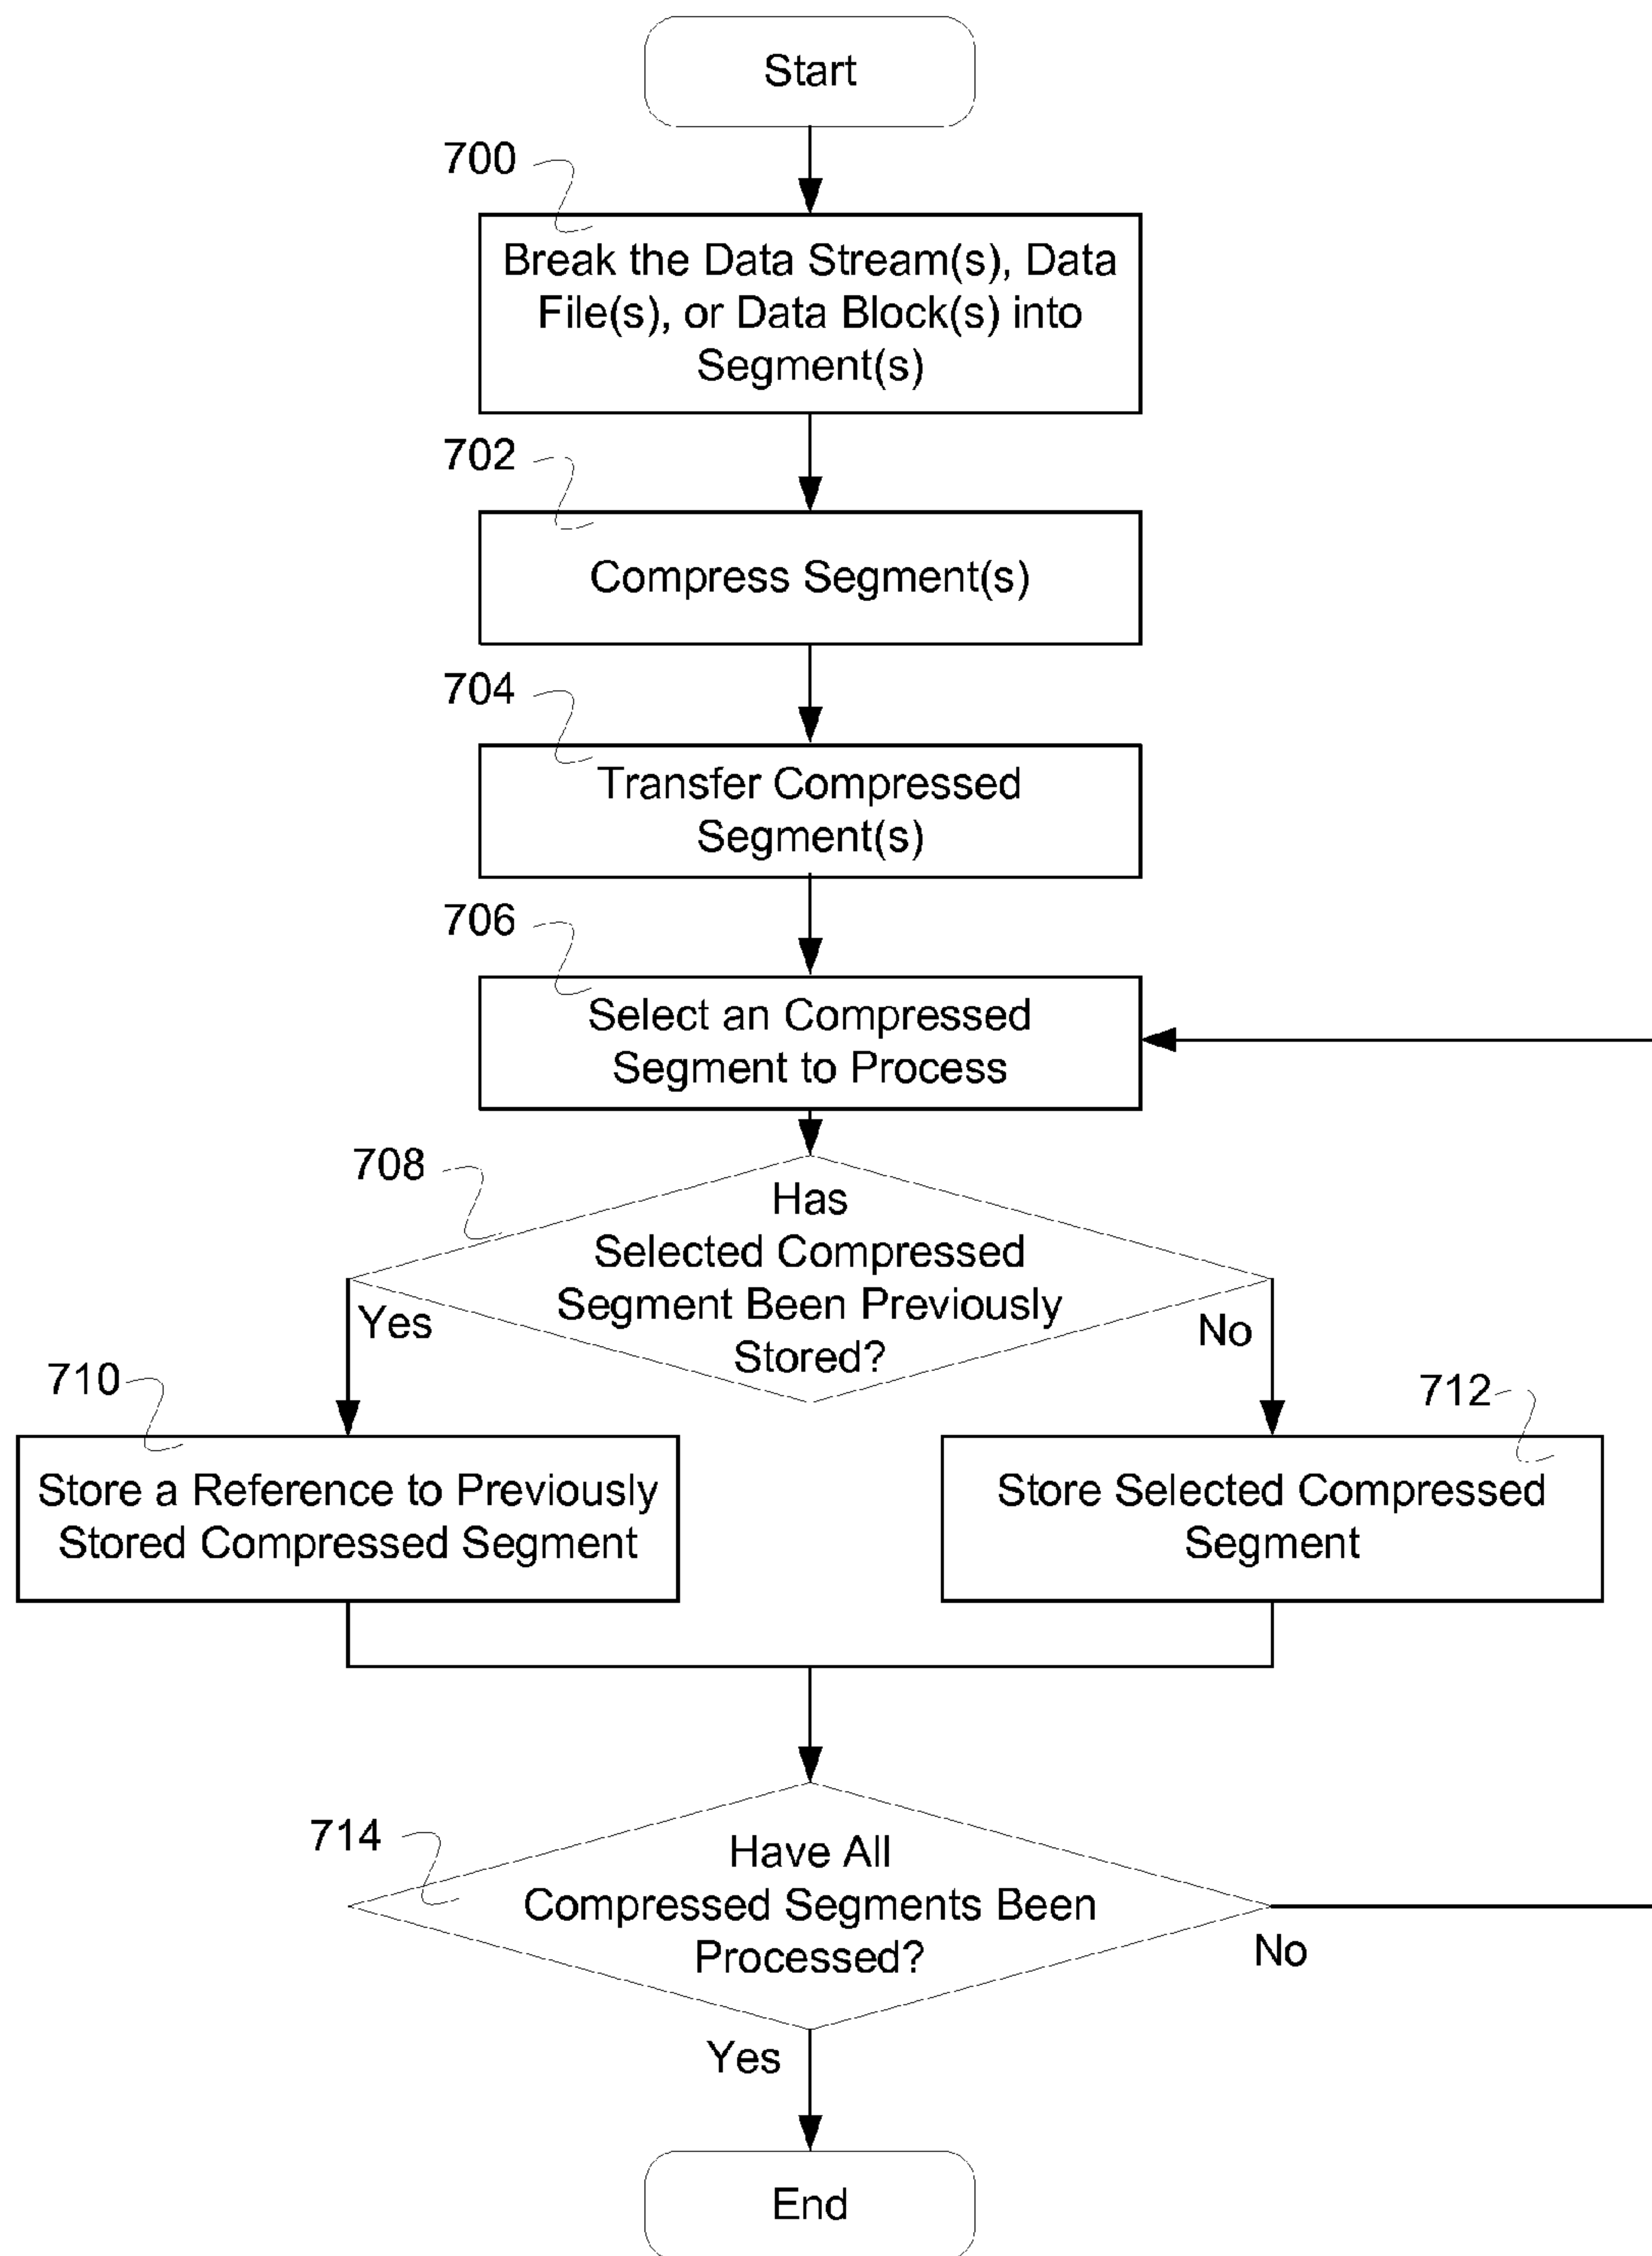 Start
700
Break the Data Stream(s), Data
File(s), or Data Block(s) into
Segment(s)
702
Compress Segment(s)
704
Transfer Compressed
Segment(s)
706
Select an Compressed
Segment to Process
708
Has
Selected Compressed
Segment Been Previously
Stored?
Yes
No
710
Store a Reference to Previously
Stored Compressed Segment
712
Store Selected Compressed
Segment
714
Have All
Compressed Segments Been
Processed?
No
Yes
End